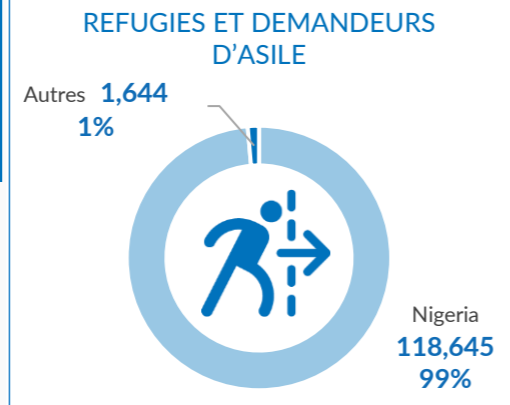 REFUGIES ET DEMANDEURS
D'ASILE
Autres 1,644
1%
Nigeria
118,645
99%